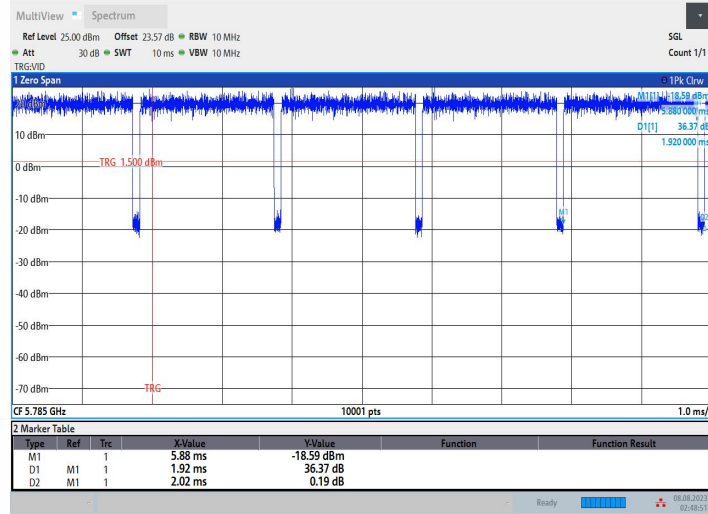 MultiView Spectrum
Ref Level 25.00 dBm Offset 23.57 dB RBW 10 MHz SGL
Att 30 dB SWT 10 ms VBW 10 MHz Count 1/1
TRG:VID
1 Zero Span 1Pk Clrw
20 dBm M1[1] -18.59 dBm
5.880 000 ms
D1[1] 36.37 dB
10 dBm 1.920 000 ms
TRG 1.500 dBm
0 dBm
-10 dBm
M1
D2
-20 dBm
-30 dBm
-40 dBm
-50 dBm
-60 dBm
-70 dBm TRG
CF 5.785 GHz 10001 pts 1.0 ms/
2 Marker Table
Type Ref Trc X-Value Y-Value Function Function Result
M1 1 5.88 ms -18.59 dBm
D1 M1 1 1.92 ms 36.37 dB
D2 M1 1 2.02 ms 0.19 dB
Ready 08.08.2023
02:48:51